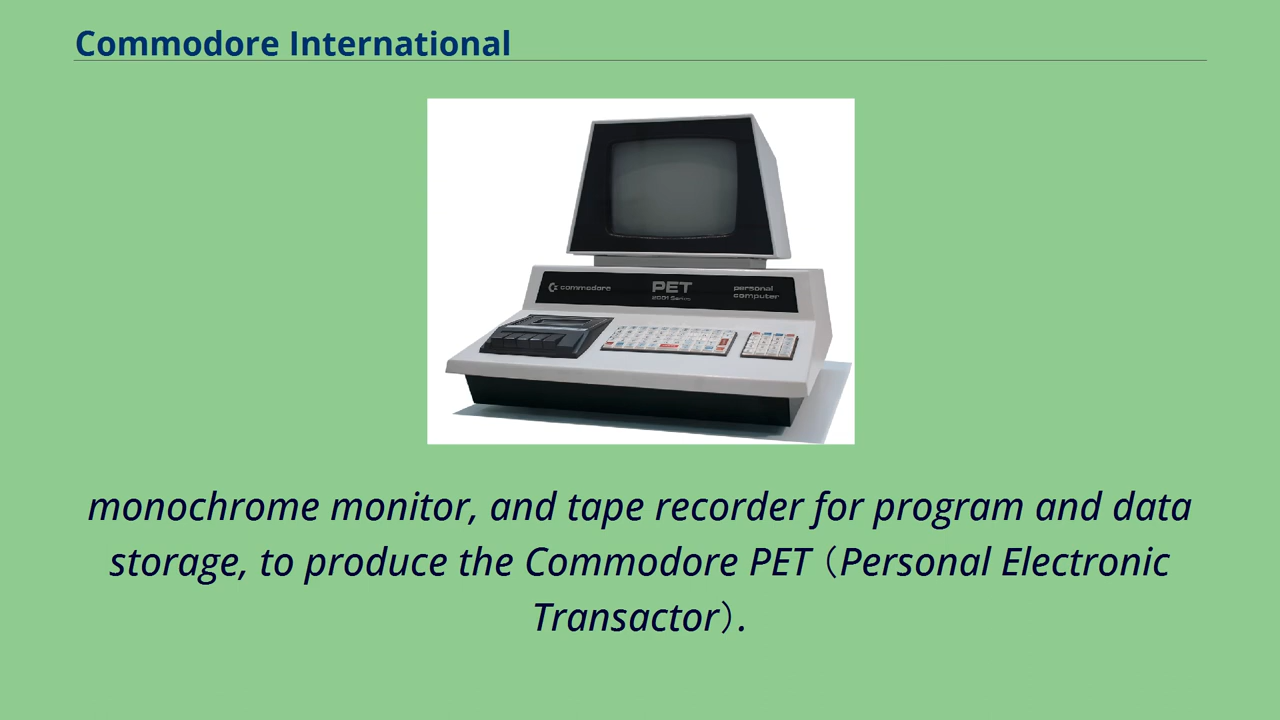 Commodore International
commodore
PET
2001 Series
personal
computer
monochrome monitor, and tape recorder for program and data
storage, to produce the Commodore PET（Personal Electronic
Transactor）.